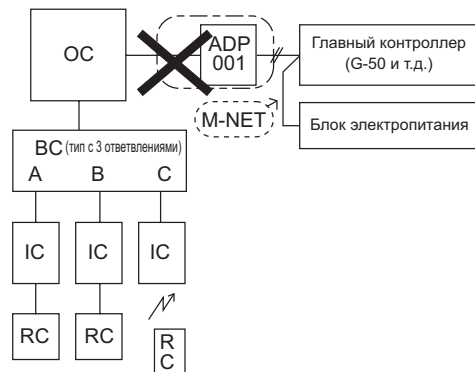 OC
ADP
001
Главный контроллер
(G-50 и т.д.)
M-NET
Блок электропитания
BC (тип с 3 ответвлениями)
A B C
IC IC IC
RC RC R
C